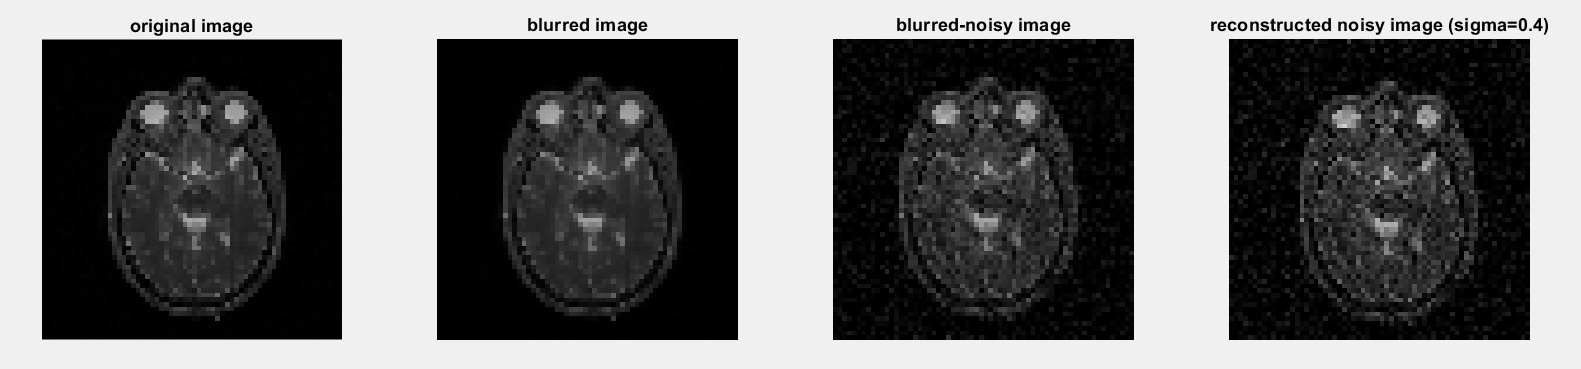 original image
blurred image
blurred-noisy image
reconstructed noisy image (sigma=0.4)